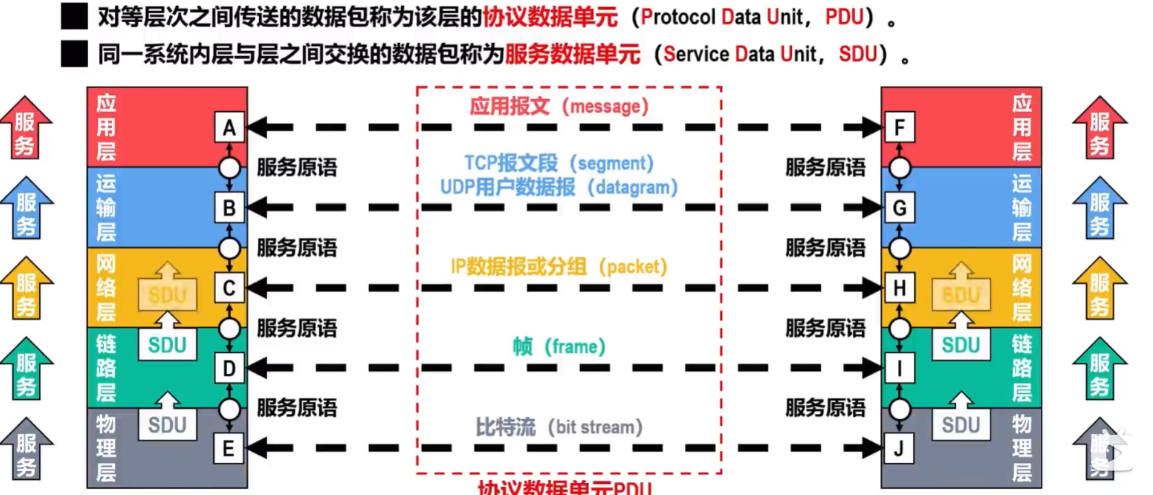 对等层次之间传送的数据包称为该层的协议数据单元（Protocol Data Unit，PDU）。
同一系统内层与层之间交换的数据包称为服务数据单元（Service Data Unit，SDU）。
服务
应用层
A
应用报文（message）
F
应用层
服务
服务原语
服务原语
TCP报文段（segment）
UDP用户数据报（datagram）
服务
运输层
B
G
运输层
服务
服务原语
服务原语
服务
网络层
SDU
C
IP数据报或分组（packet）
H
SDU
网络层
服务
服务原语
服务原语
服务
链路层
SDU
D
帧（frame）
I
SDU
链路层
服务
服务原语
服务原语
服务
物理层
SDU
E
比特流（bit stream）
J
SDU
物理层
服务
协议数据单元PDU